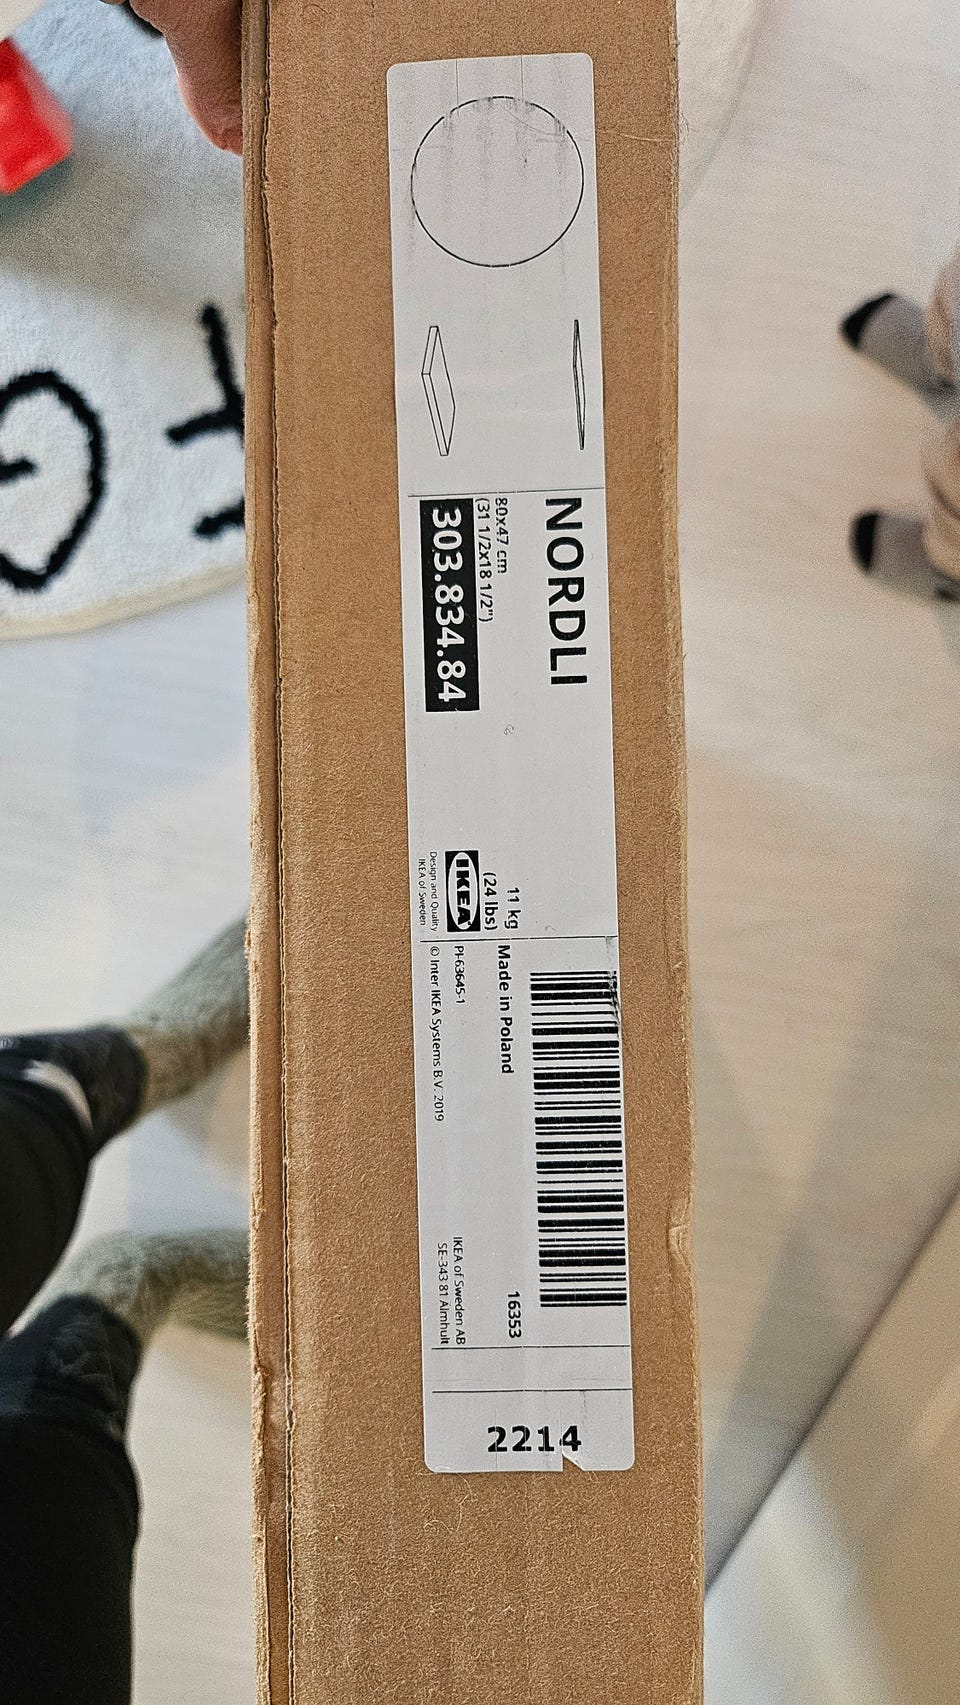 NORDLI
80x47 cm
(31 1/2x18 1/2")
303.834.84
11 kg
(24 lbs)
IKEA
Design and Quality
IKEA of Sweden
Made in Poland
PI-63645-1
© Inter IKEA Systems B.V. 2019
16353
IKEA of Sweden AB
SE-343 81 Älmhult
2214